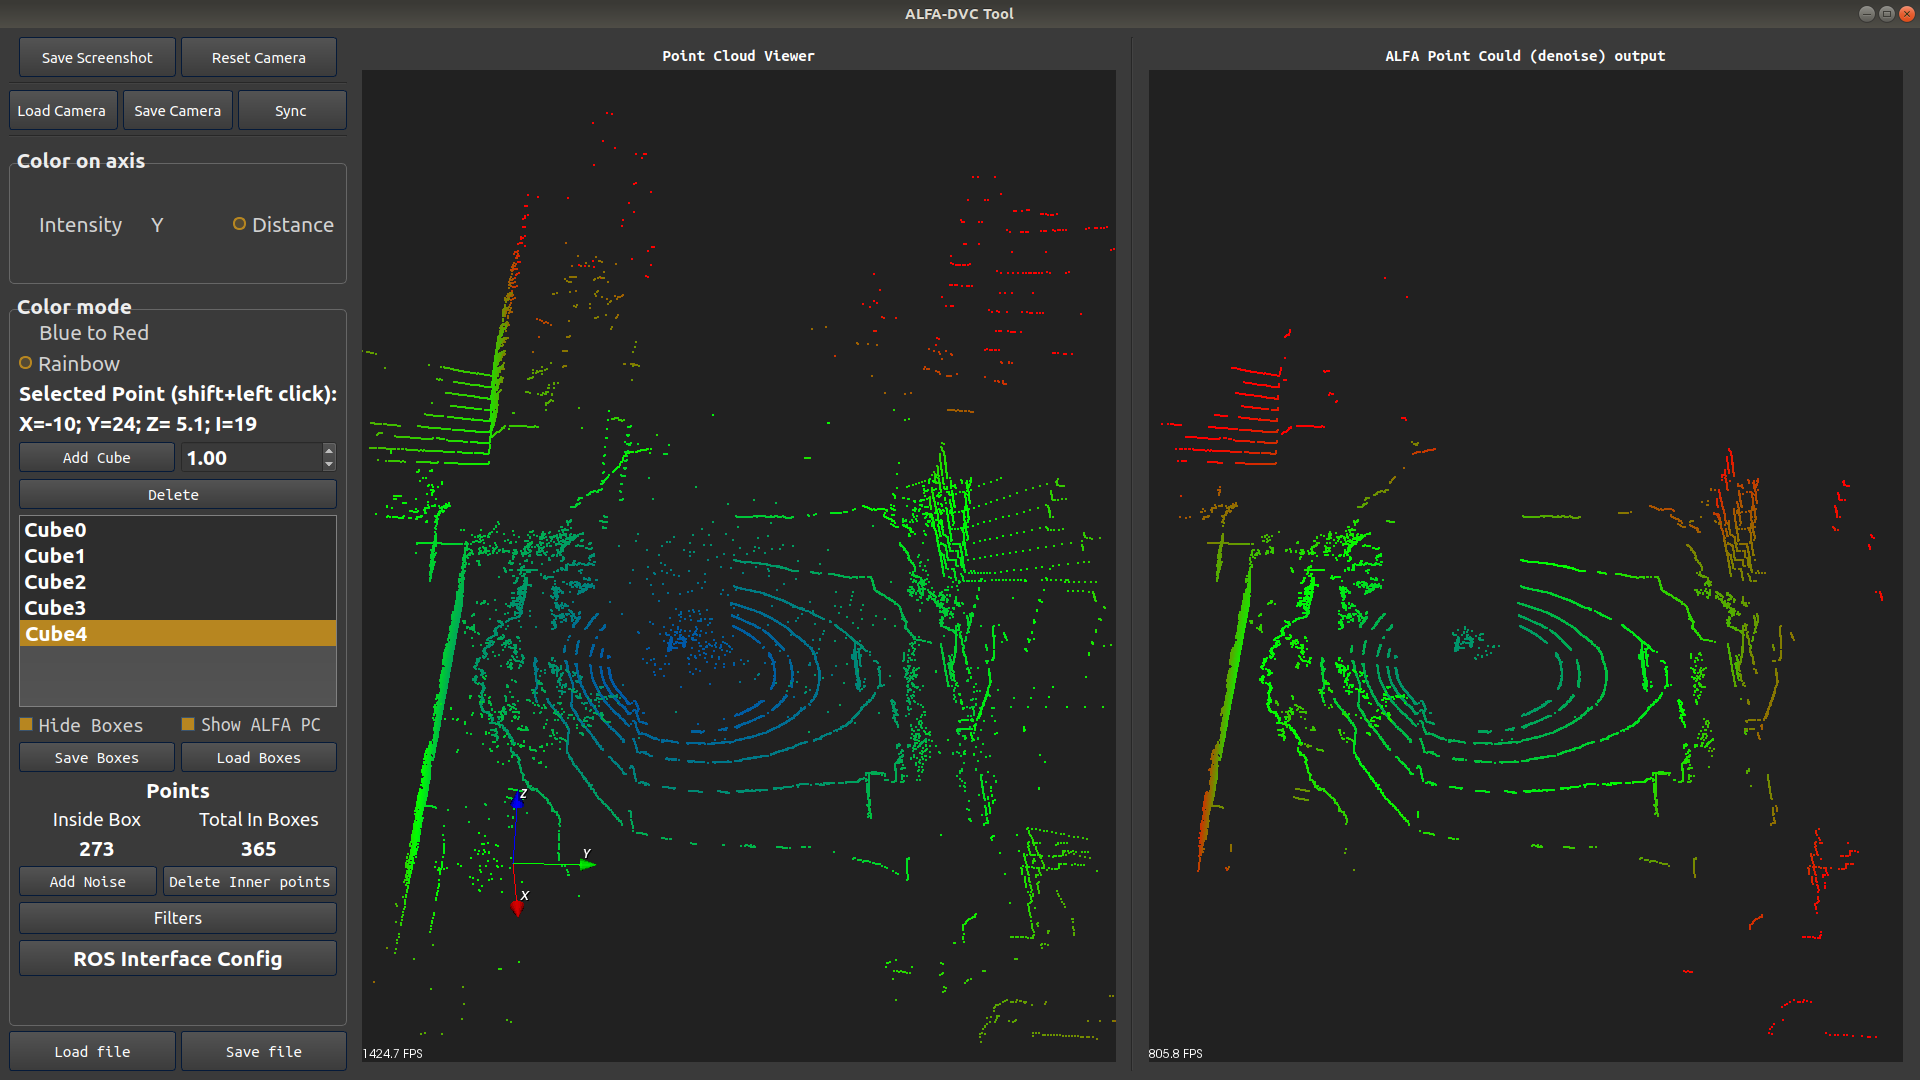 ALFA-DVC Tool
Save Screenshot
Reset Camera
Load Camera
Save Camera
Sync
Color on axis
Intensity
Y
Distance
Color mode
Blue to Red
Rainbow
Selected Point (shift+left click):
X=-10; Y=24; Z= 5.1; I=19
Add Cube
1.00
Delete
Cube0
Cube1
Cube2
Cube3
Cube4
Hide Boxes
Show ALFA PC
Save Boxes
Load Boxes
Points
Inside Box
Total In Boxes
273
365
Add Noise
Delete Inner points
Filters
ROS Interface Config
Load file
Save file
Point Cloud Viewer
Z
Y
X
1424.7 FPS
ALFA Point Could (denoise) output
805.8 FPS